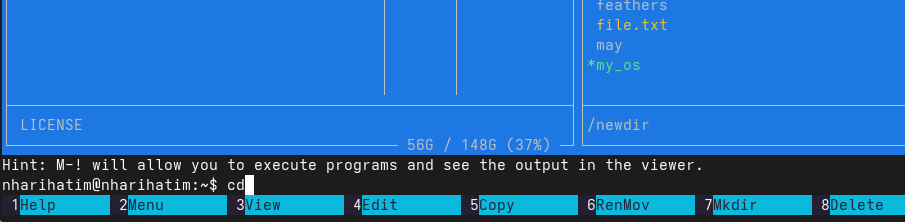 feathers
file.txt
may
*my_os
LICENSE
/newdir
56G / 148G (37%)
Hint: M-! will allow you to execute programs and see the output in the viewer.
nharihatim@nharihatim:~$ cd
1Help 2Menu 3View 4Edit 5Copy 6RenMov 7Mkdir 8Delete